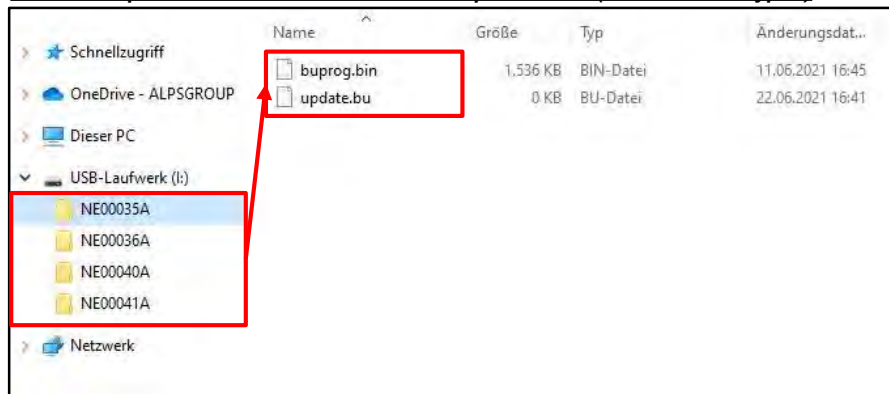 Name Größe Typ Änderungsdat...
Schnellzugriff
buprog.bin 1.536 KB BIN-Datei 11.06.2021 16:45
OneDrive - ALPSGROUP
update.bu 0 KB BU-Datei 22.06.2021 16:41
Dieser PC
USB-Laufwerk (I:)
NE00035A
NE00036A
NE00040A
NE00041A
Netzwerk